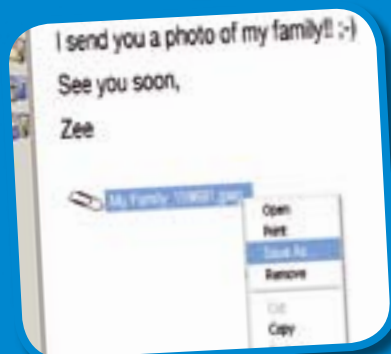 I send you a photo of my family!! ;-)
See you soon,
Zee
My Family
Open
Print
Save As
Remove
Cut
Copy